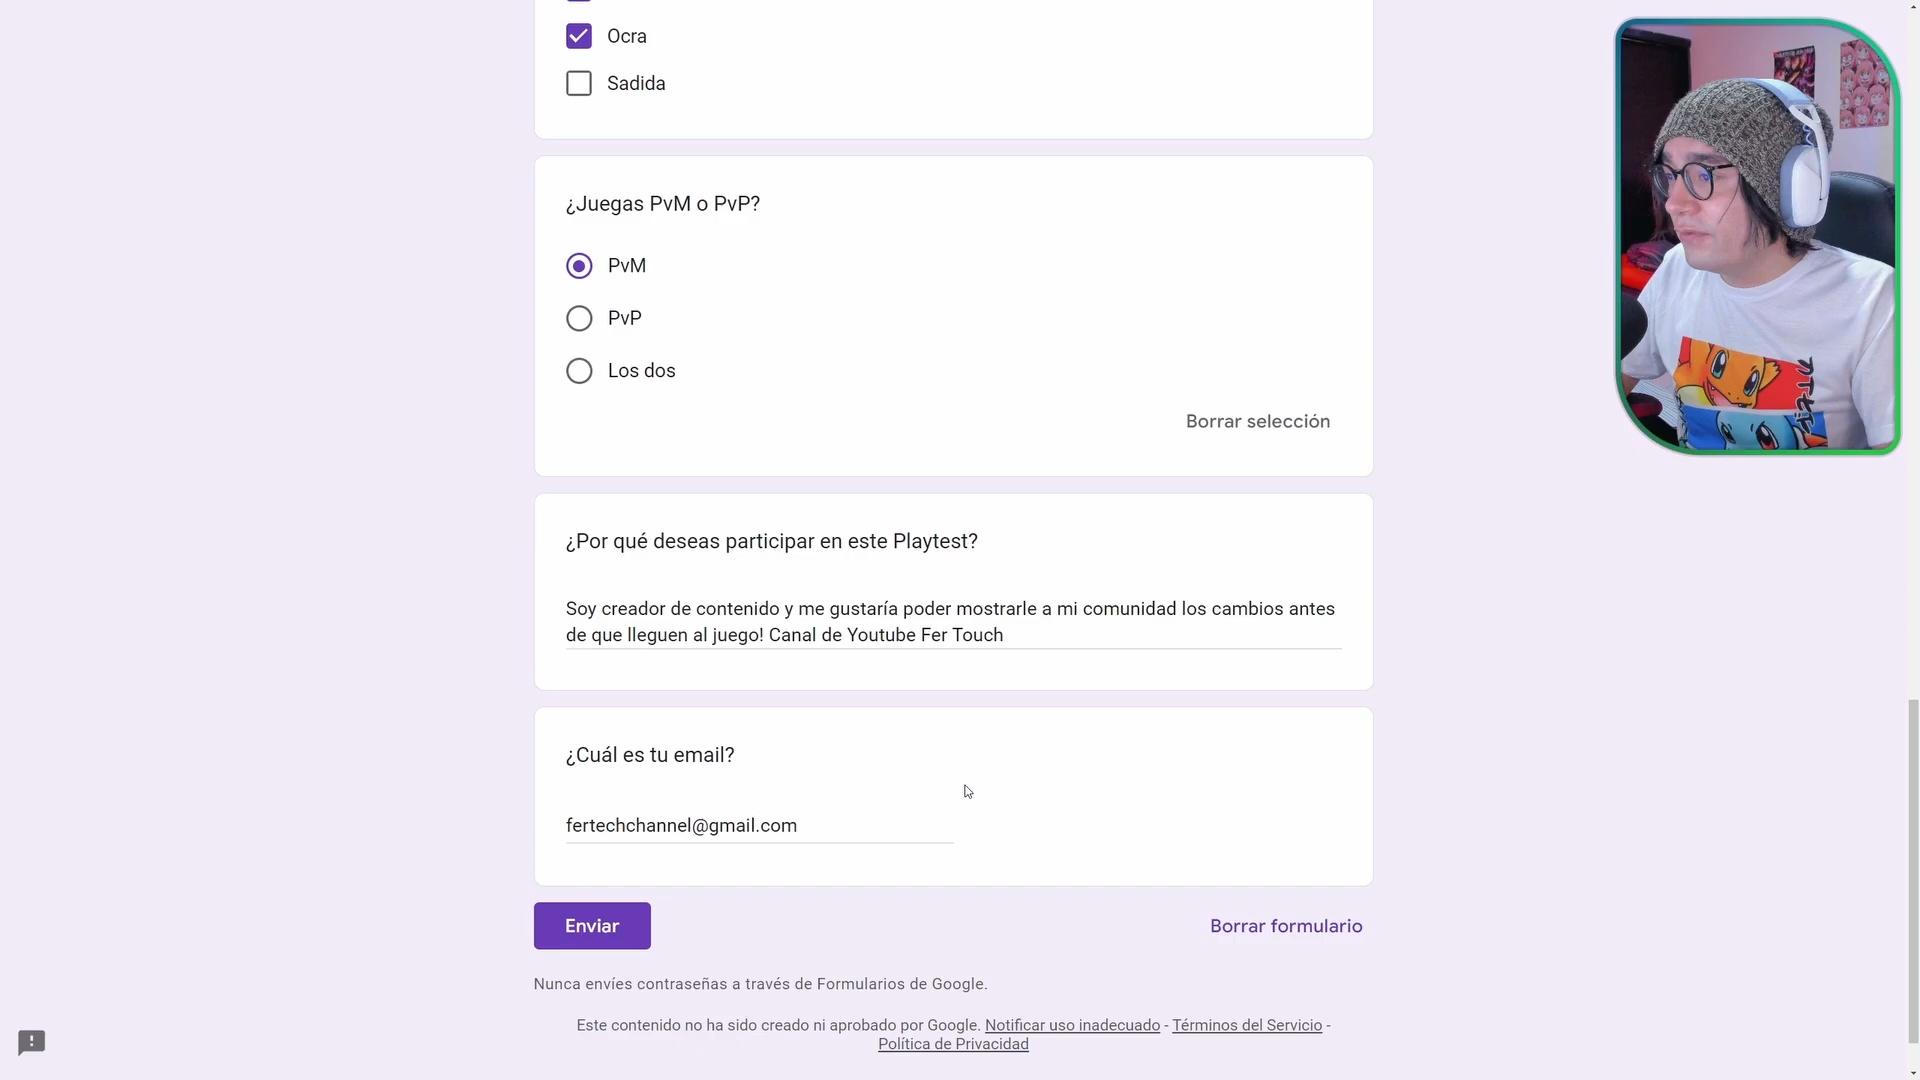 Ocra
Sadida
¿Juegas PvM o PvP?
PvM
PvP
Los dos
Borrar selección
¿Por qué deseas participar en este Playtest?
Soy creador de contenido y me gustaría poder mostrarle a mi comunidad los cambios antes
de que lleguen al juego! Canal de Youtube Fer Touch
¿Cuál es tu email?
fertechchannel@gmail.com
Enviar
Borrar formulario
Nunca envíes contraseñas a través de Formularios de Google.
Este contenido no ha sido creado ni aprobado por Google. Notificar uso inadecuado - Términos del Servicio -
Política de Privacidad